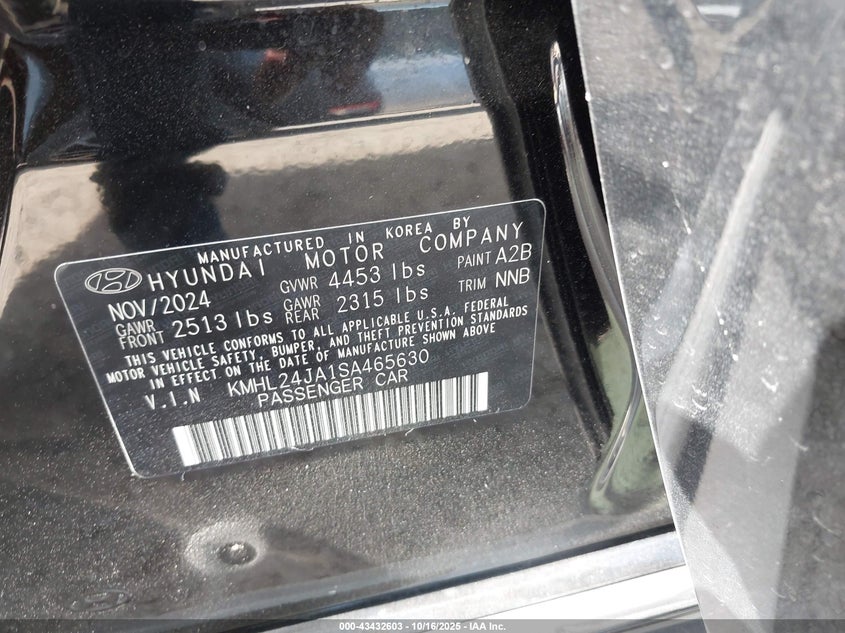 MANUFACTURED IN KOREA BY
HYUNDAI MOTOR COMPANY
NOV/2024 GVWR 4453 lbs PAINT A2B
GAWR FRONT 2513 lbs GAWR REAR 2315 lbs TRIM NNB
THIS VEHICLE CONFORMS TO ALL APPLICABLE U.S.A. FEDERAL
MOTOR VEHICLE SAFETY, BUMPER, AND THEFT PREVENTION STANDARDS
IN EFFECT ON THE DATE OF MANUFACTURE SHOWN ABOVE
V.I.N KMHL24JA1SA465630
PASSENGER CAR
000-43432603 - 10/16/2025 - IAA Inc.